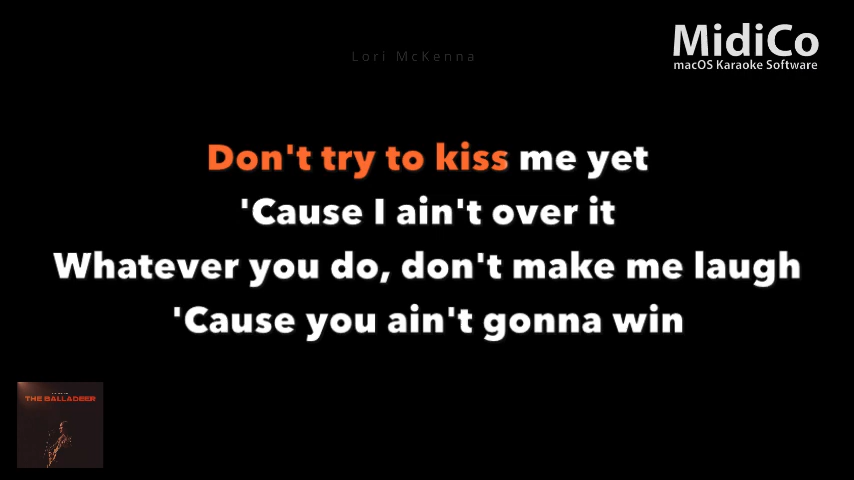 Lori McKenna
MidiCo
macOS Karaoke Software
Don't try to kiss me yet
'Cause I ain't over it
Whatever you do, don't make me laugh
'Cause you ain't gonna win
THE BALLADEER